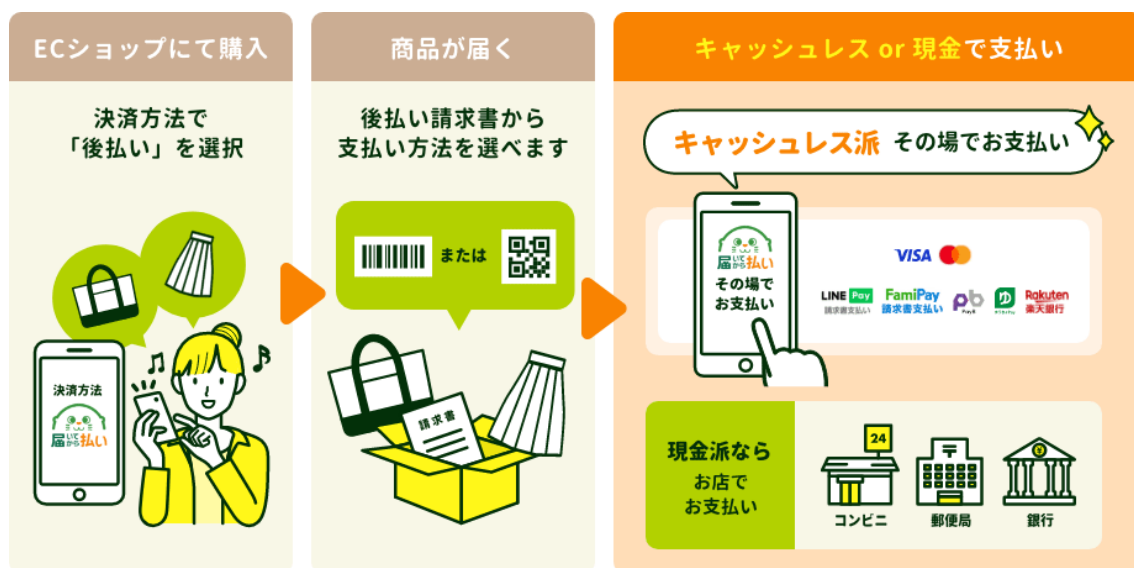 ECショップにて購入
決済方法で
「後払い」を選択
決済方法
届いてから払い
商品が届く
後払い請求書から
支払い方法を選べます
または
請求書
キャッシュレス or 現金で支払い
キャッシュレス派 その場でお支払い
届いてから払い
その場で
お支払い
VISA
LINE Pay
請求書支払い
FamiPay
請求書支払い
pb
PayB
ゆ
Rakuten
楽天銀行
現金派なら
お店で
お支払い
24
コンビニ
郵便局
銀行